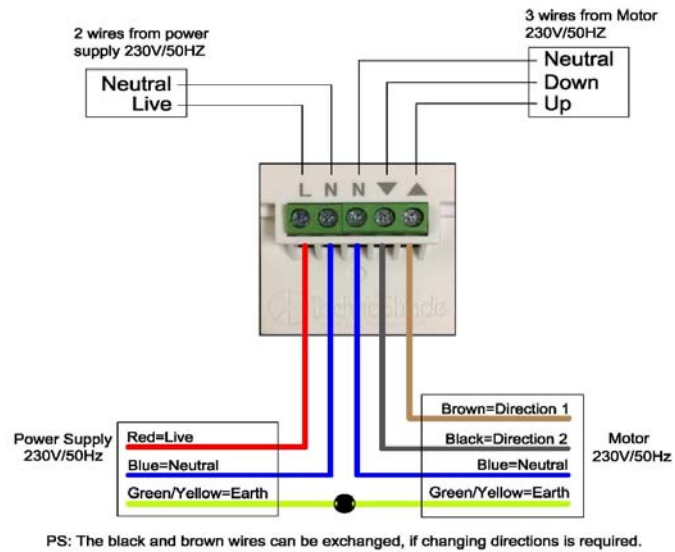 2 wires from power
supply 230V/50HZ
Neutral
Live
3 wires from Motor
230V/50HZ
Neutral
Down
Up
L N N ▼ ▲
TechnoShade
Brown=Direction 1
Power Supply
230V/50Hz
Red=Live
Black=Direction 2
Motor
230V/50Hz
Blue=Neutral
Blue=Neutral
Green/Yellow=Earth
Green/Yellow=Earth
PS: The black and brown wires can be exchanged, if changing directions is required.